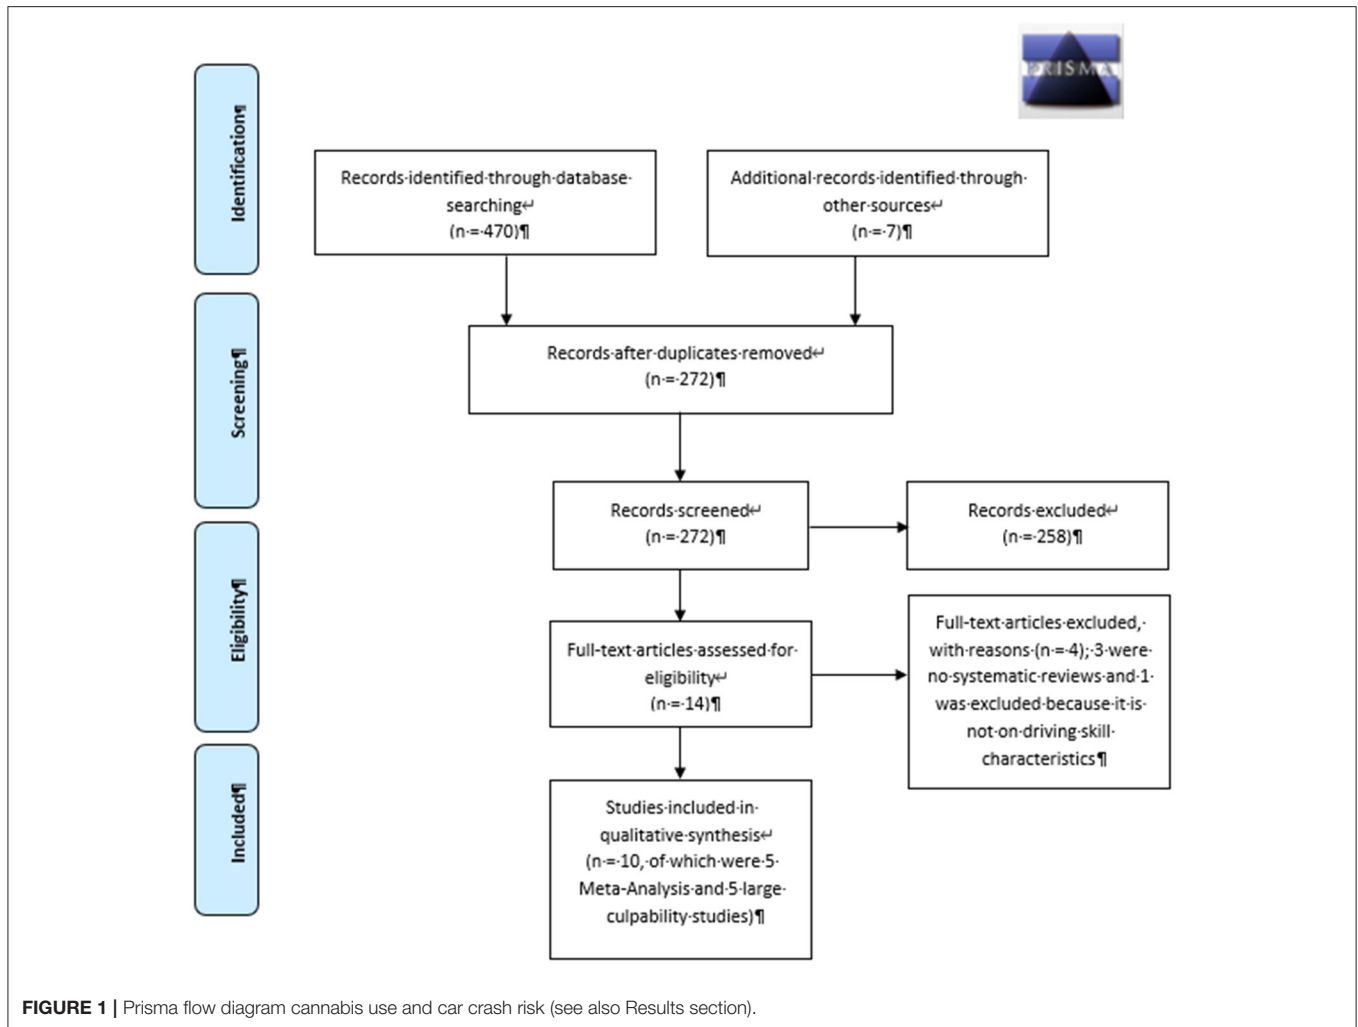 PRISMA
Identification¶
Records·identified·through·database·
searching↵
(n·=·470)¶
Additional·records·identified·through·
other·sources↵
(n·=·7)¶
Screening¶
Records·after·duplicates·removed↵
(n·=·272)¶
Records·screened↵
(n·=·272)¶
Records·excluded↵
(n·=·258)¶
Eligibility¶
Full-text·articles·assessed·for·
eligibility↵
(n·=·14)¶
Full-text·articles·excluded,·
with·reasons·(n·=·4);·3·were·
no·systematic·reviews·and·1·
was·excluded·because·it·is·
not·on·driving·skill·
characteristics¶
Included¶
Studies·included·in·
qualitative·synthesis↵
(n·=·10,·of·which·were·5·
Meta-Analysis·and·5·large·
culpability·studies)¶
FIGURE 1 | Prisma flow diagram cannabis use and car crash risk (see also Results section).